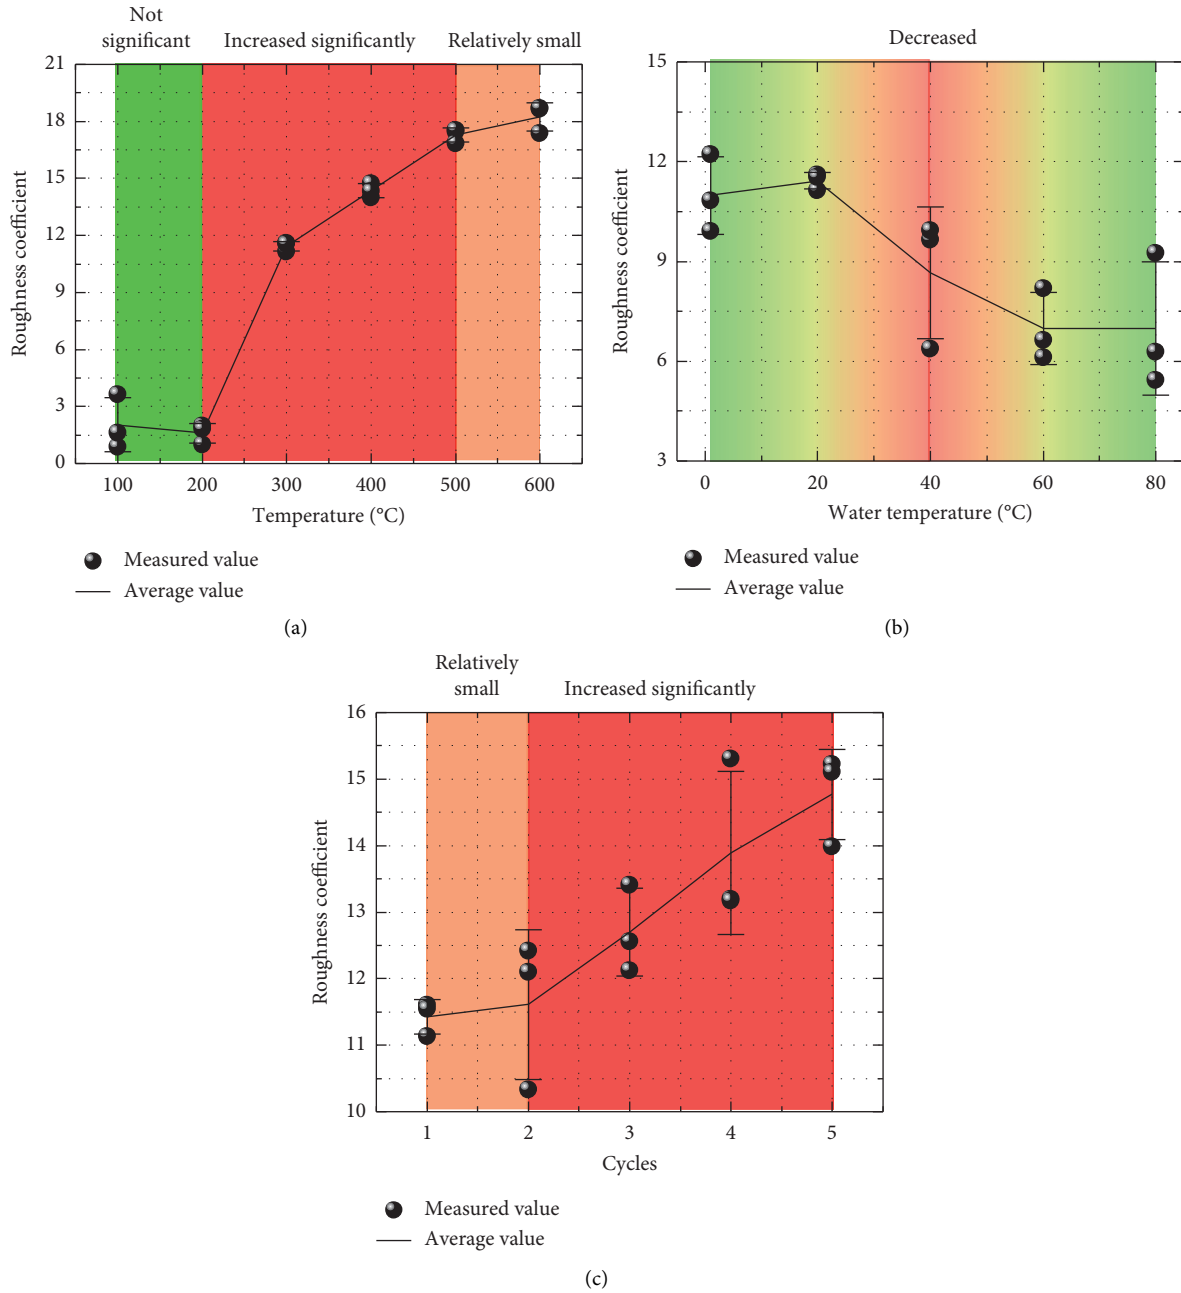 Not
significant
Increased significantly
Relatively small
21
18
15
12
9
6
3
0
Roughness coefficient
100 200 300 400 500 600
Temperature (°C)
Measured value
Average value
(a)
Decreased
15
12
9
6
3
Roughness coefficient
0 20 40 60 80
Water temperature (°C)
Measured value
Average value
(b)
Relatively
small
Increased significantly
16
15
14
13
12
11
10
Roughness coefficient
1 2 3 4 5
Cycles
Measured value
Average value
(c)